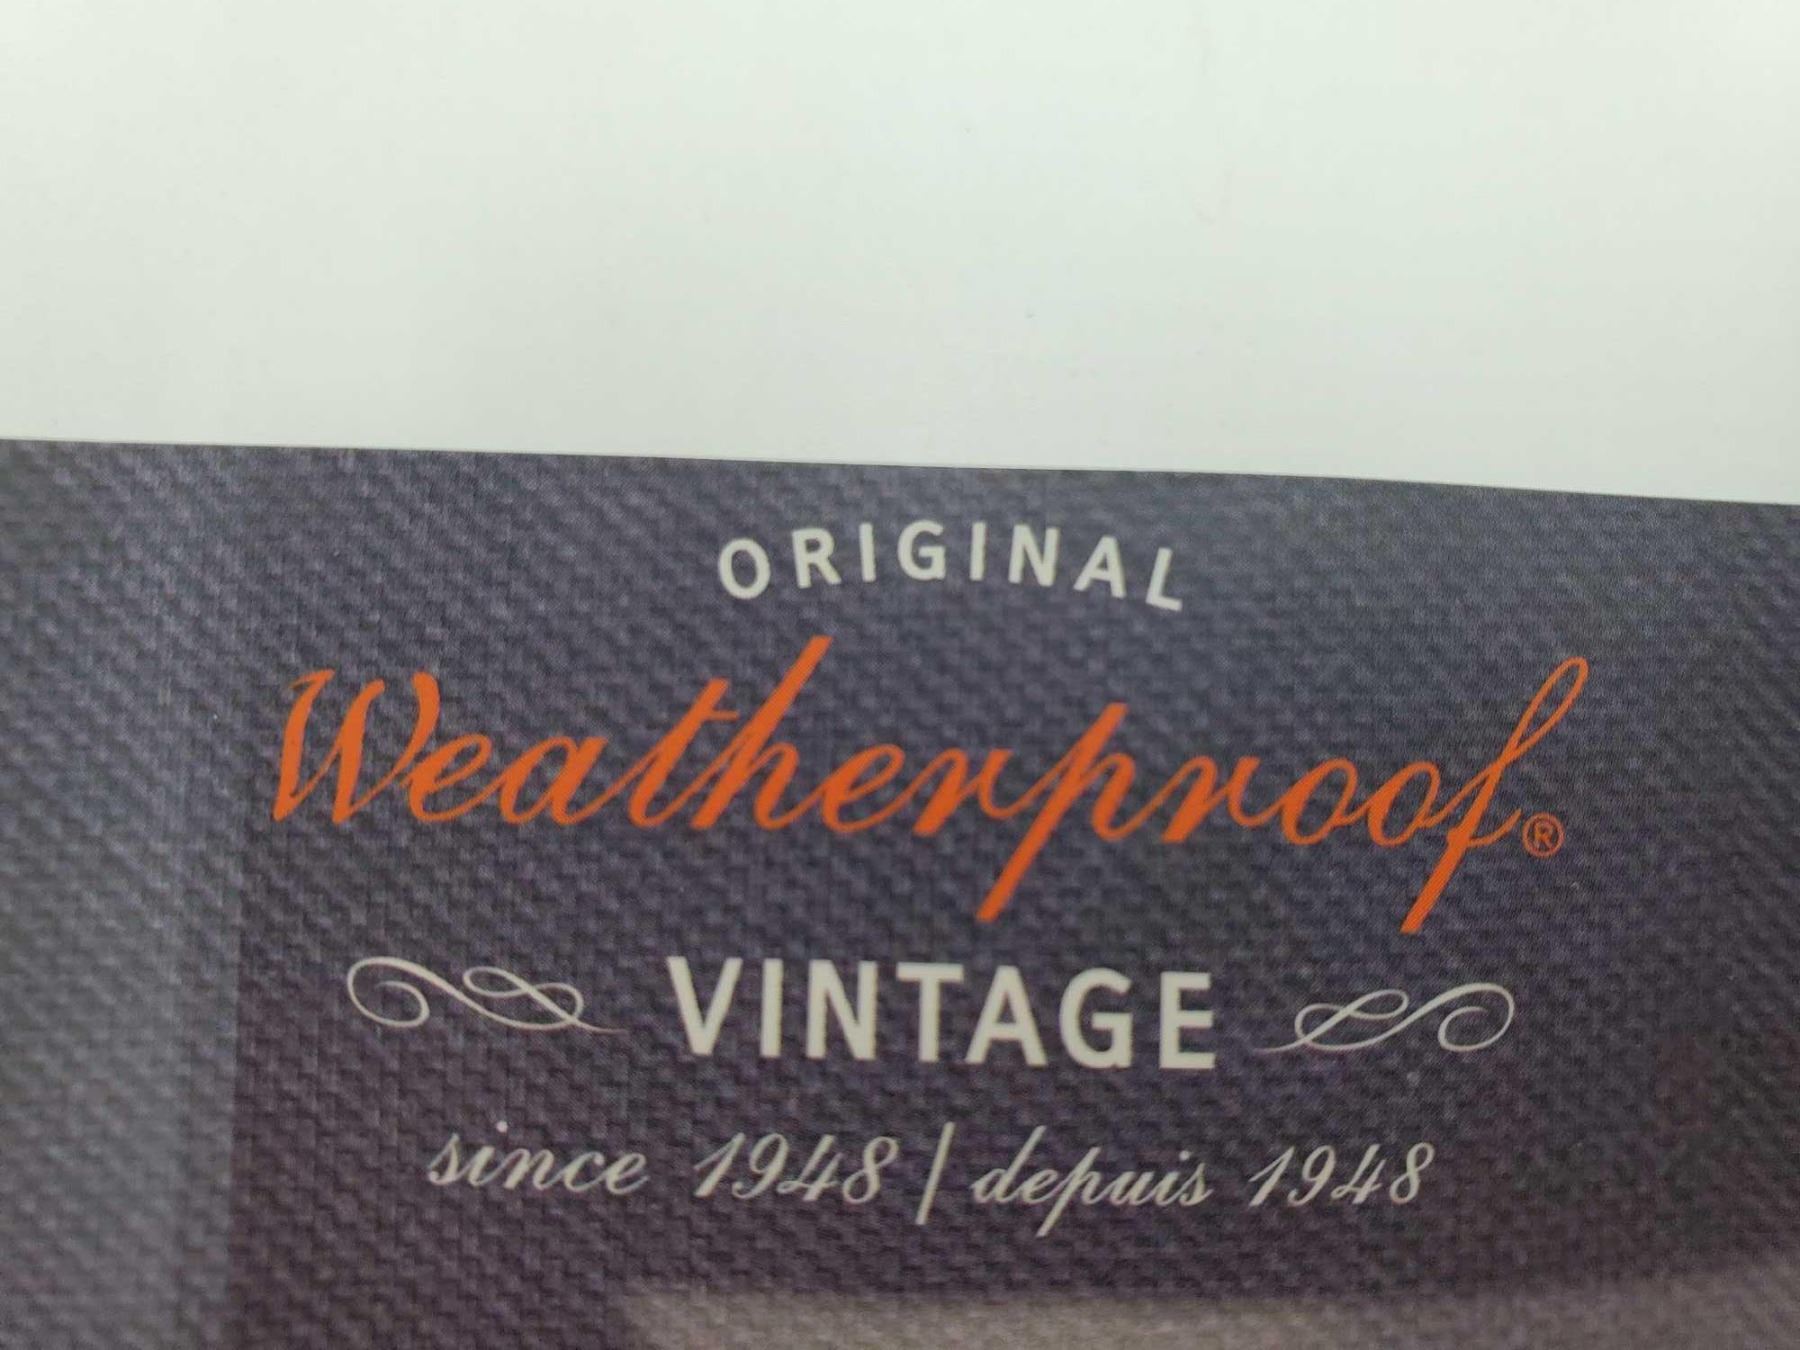 ORIGINAL
Weatherproof®
VINTAGE
since 1948 | depuis 1948